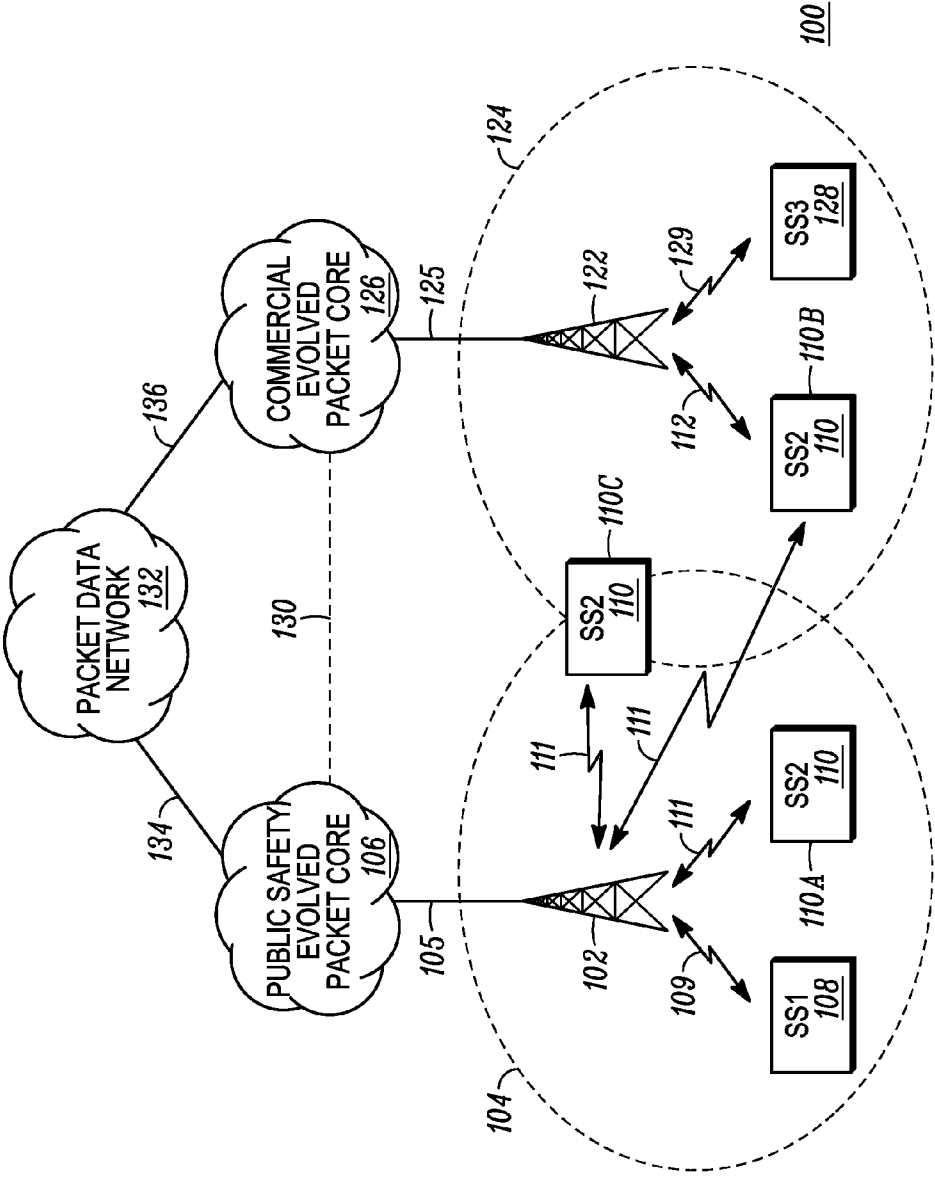 PACKET DATA
NETWORK
132
134
136
PUBLIC SAFETY
EVOLVED
PACKET CORE
106
130
COMMERCIAL
EVOLVED
PACKET CORE
126
105
125
104
102
111
SS2
110
110C
122
124
109
111
111
112
129
SS1
108
SS2
110
110A
SS2
110
110B
SS3
128
100